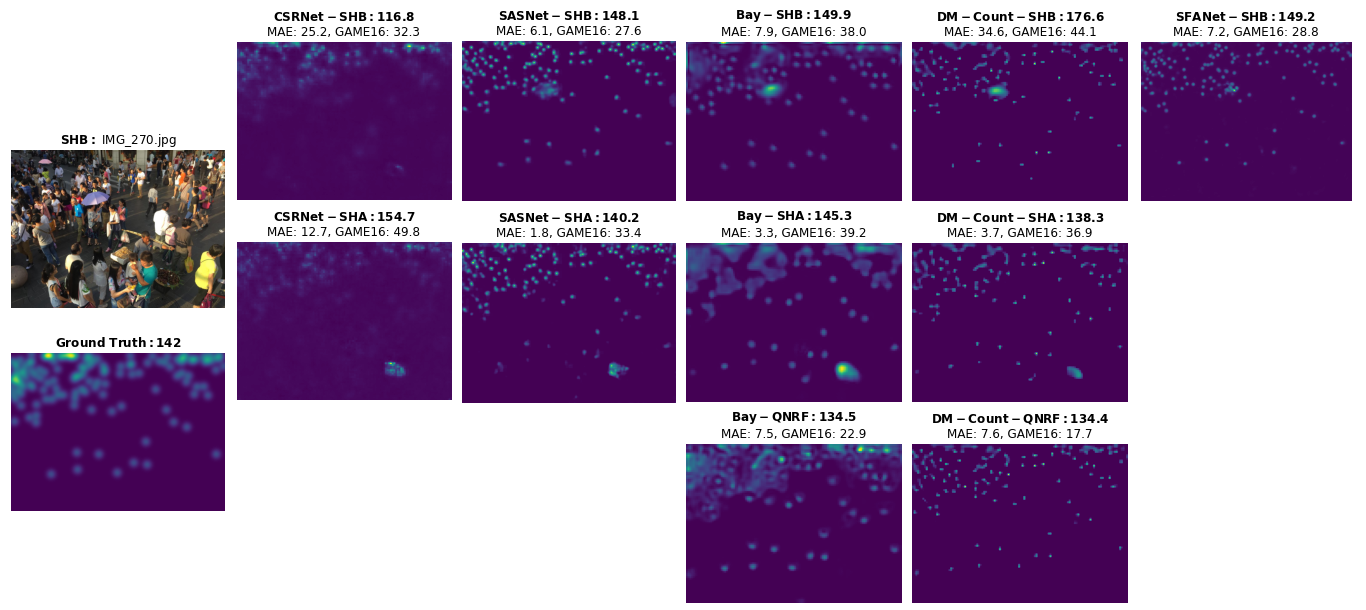 CSRNet − SHB : 116.8
MAE: 25.2, GAME16: 32.3
SASNet − SHB : 148.1
MAE: 6.1, GAME16: 27.6
Bay − SHB : 149.9
MAE: 7.9, GAME16: 38.0
DM − Count − SHB : 176.6
MAE: 34.6, GAME16: 44.1
SFANet − SHB : 149.2
MAE: 7.2, GAME16: 28.8
SHB : IMG_270.jpg
CSRNet − SHA : 154.7
MAE: 12.7, GAME16: 49.8
SASNet − SHA : 140.2
MAE: 1.8, GAME16: 33.4
Bay − SHA : 145.3
MAE: 3.3, GAME16: 39.2
DM − Count − SHA : 138.3
MAE: 3.7, GAME16: 36.9
Ground Truth : 142
Bay − QNRF : 134.5
MAE: 7.5, GAME16: 22.9
DM − Count − QNRF : 134.4
MAE: 7.6, GAME16: 17.7